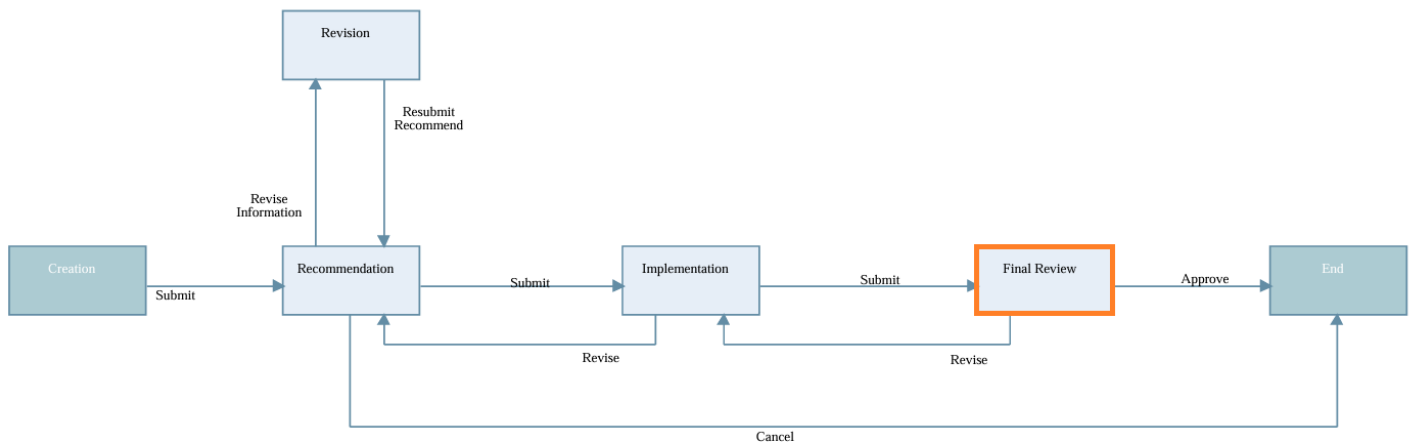 Revision
Resubmit
Recommend
Revise
Information
Creation
Submit
Recommendation
Submit
Implementation
Submit
Final Review
Approve
End
Revise
Revise
Cancel